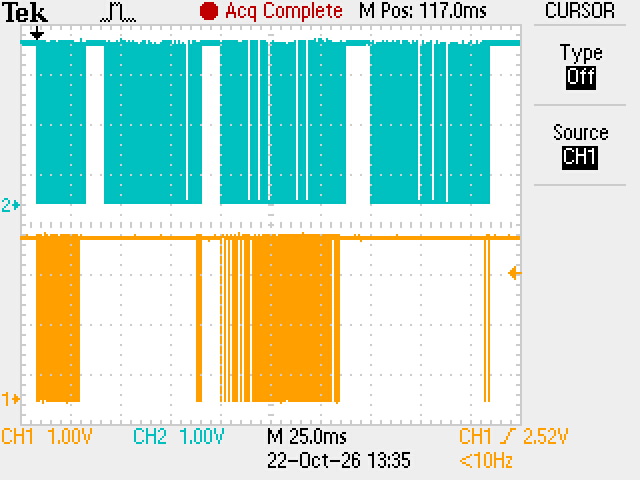 Tek Acq Complete M Pos: 117.0ms CURSOR
Type
Off
Source
CH1
2
1
CH1 1.00V CH2 1.00V M 25.0ms CH1 2.52V
22-Oct-26 13:35 <10Hz